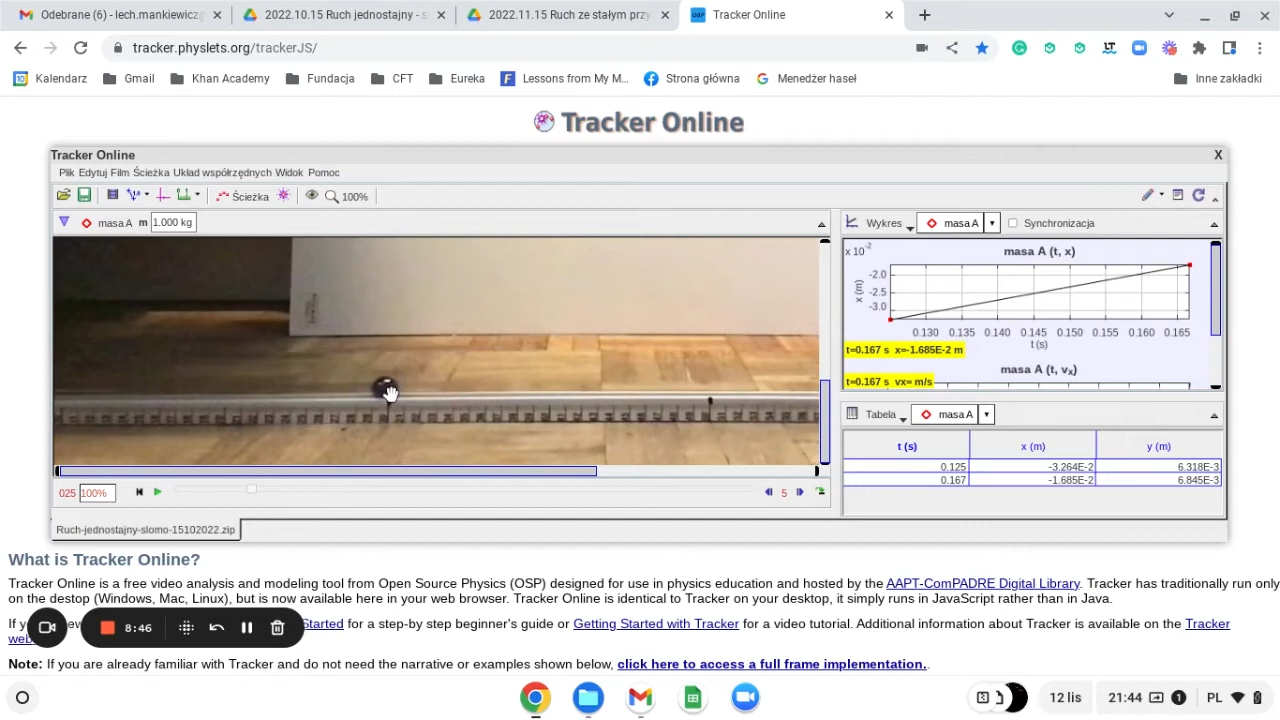 Odebrane (6) - lech.mankiewicz@
2022.10.15 Ruch jednostajny - s
2022.11.15 Ruch ze stałym przy
Tracker Online
tracker.physlets.org/trackerJS/
Kalendarz Gmail Khan Academy Fundacja CFT Eureka Lessons from My M... Strona główna Menedżer haseł Inne zakładki
Tracker Online
Tracker Online X
Plik Edytuj Film Ścieżka Układ współrzędnych Widok Pomoc
Ścieżka 100%
masa A m 1.000 kg
Wykres masa A Synchronizacja
x 10-2
masa A (t, x)
-2.0
-2.5
-3.0
x (m)
0.130 0.135 0.140 0.145 0.150 0.155 0.160 0.165
t (s)
t=0.167 s x=-1.685E-2 m
masa A (t, vx)
t=0.167 s vx= m/s
Tabela masa A
t (s) x (m) y (m)
0.125 -3.264E-2 6.318E-3
0.167 -1.685E-2 6.845E-3
025 100% 5
Ruch-jednostajny-slomo-15102022.zip
What is Tracker Online?
Tracker Online is a free video analysis and modeling tool from Open Source Physics (OSP) designed for use in physics education and hosted by the AAPT-ComPADRE Digital Library. Tracker has traditionally run only
on the destop (Windows, Mac, Linux), but is now available here in your web browser. Tracker Online is identical to Tracker on your desktop, it simply runs in JavaScript rather than in Java.
If Started for a step-by step beginner's guide or Getting Started with Tracker for a video tutorial. Additional information about Tracker is available on the Tracker
8:46
Note: If you are already familiar with Tracker and do not need the narrative or examples shown below, click here to access a full frame implementation..
12 lis 21:44 1 PL